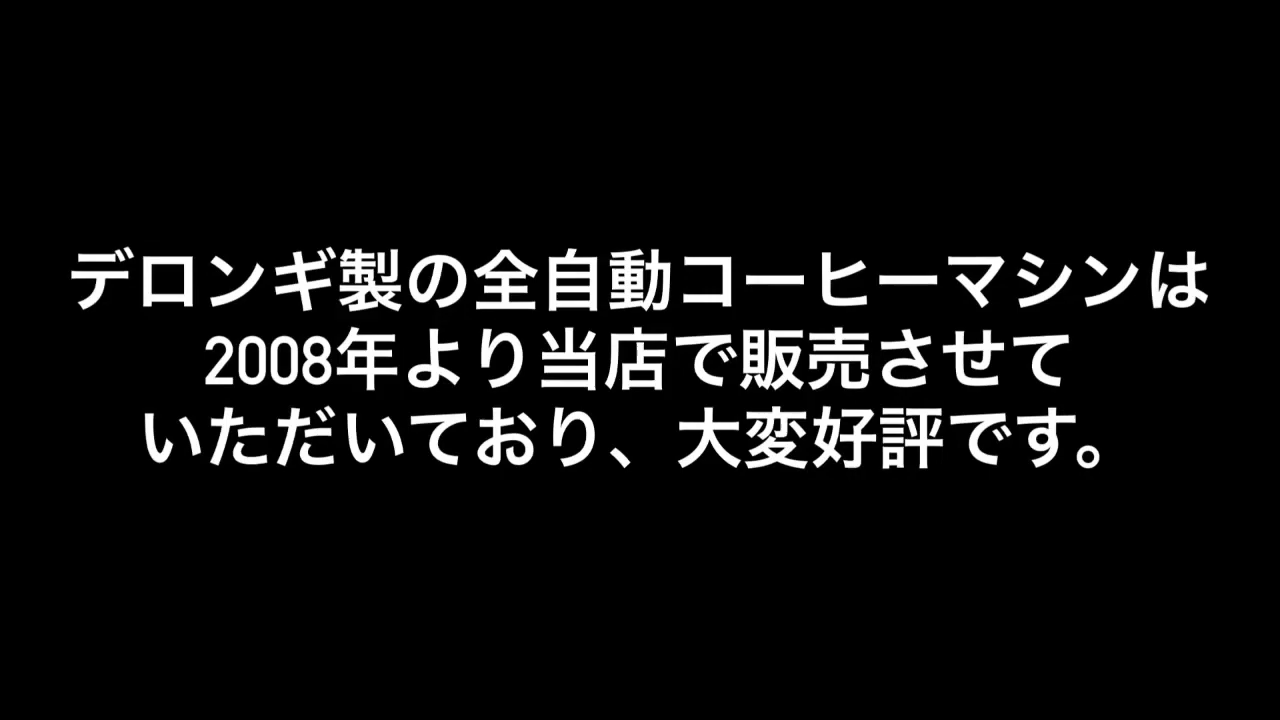 デロンギ製の全自動コーヒーマシンは
2008年より当店で販売させて
いただいており、大変好評です。